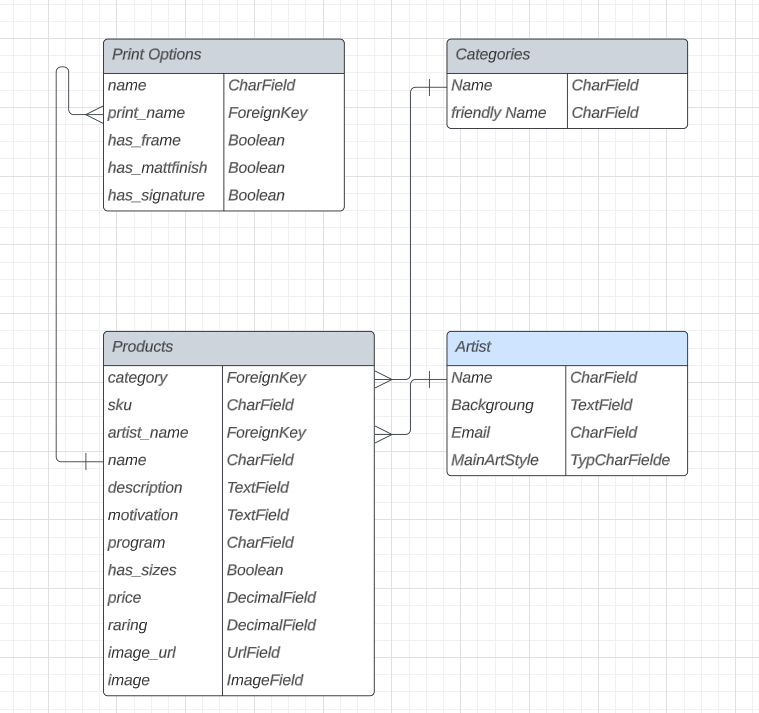 Print Options
name CharField
print_name ForeignKey
has_frame Boolean
has_mattfinish Boolean
has_signature Boolean
Categories
Name CharField
friendly Name CharField
Products
category ForeignKey
sku CharField
artist_name ForeignKey
name CharField
description TextField
motivation TextField
program CharField
has_sizes Boolean
price DecimalField
raring DecimalField
image_url UrlField
image ImageField
Artist
Name CharField
Backgroung TextField
Email CharField
MainArtStyle TypCharFielde